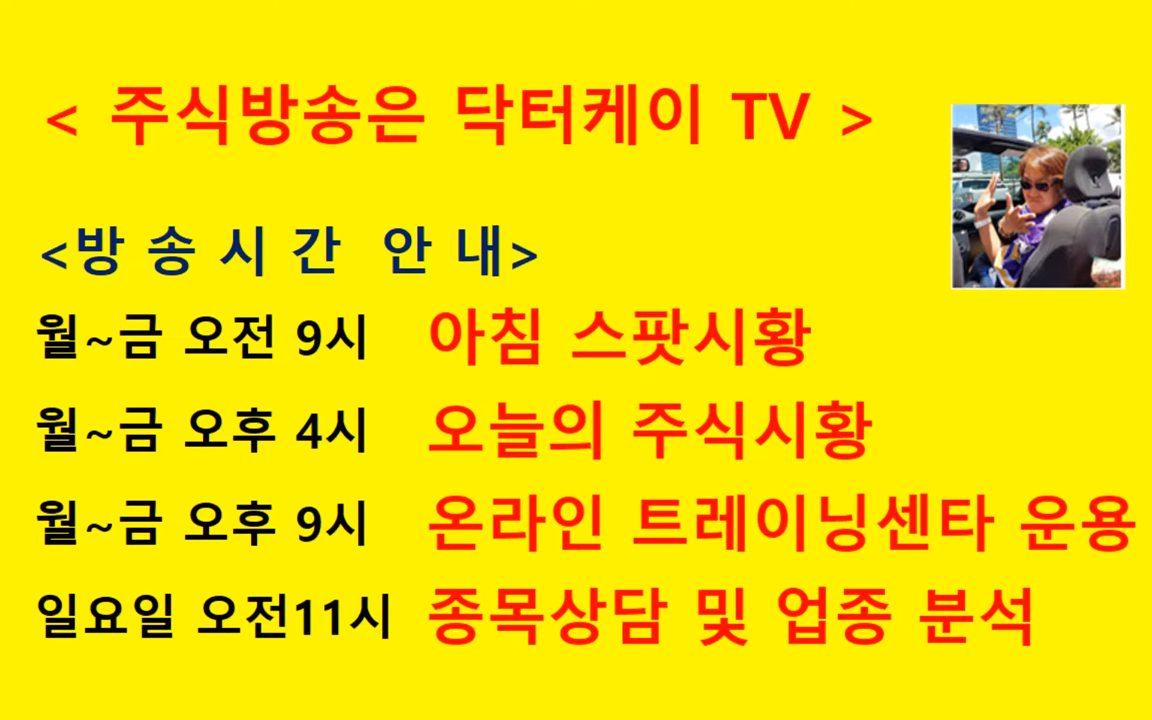 < 주식방송은 닥터케이 TV >
<방 송 시 간 안 내>
월~금 오전 9시 아침 스팟시황
월~금 오후 4시 오늘의 주식시황
월~금 오후 9시 온라인 트레이닝센타 운용
일요일 오전11시 종목상담 및 업종 분석